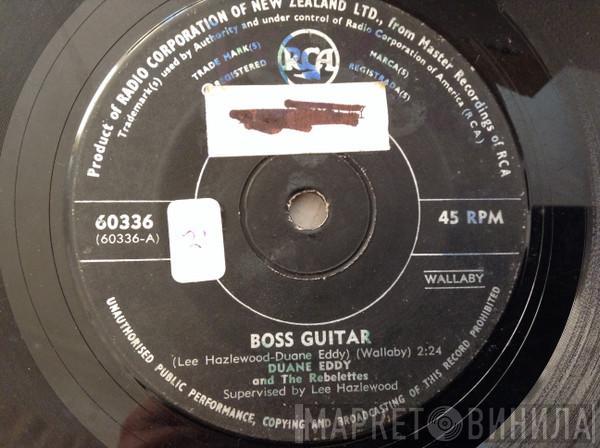 Product of RADIO CORPORATION OF NEW ZEALAND LTD., from Master Recordings of RCA
Trademark(s) used by Authority and under control of Radio Corporation of America (RCA)
TRADE MARK(S)
REGISTERED
RCA
MARCA(S)
REGISTRADA(S)
60336
(60336-A)
2
45 RPM
WALLABY
BOSS GUITAR
(Lee Hazlewood-Duane Eddy) (Wallaby) 2:24
DUANE EDDY
and The Rebelettes
Supervised by Lee Hazlewood
UNAUTHORISED PUBLIC PERFORMANCE, COPYING AND BROADCASTING OF THIS RECORD PROHIBITED
МАРКЕТ ВИНИЛА